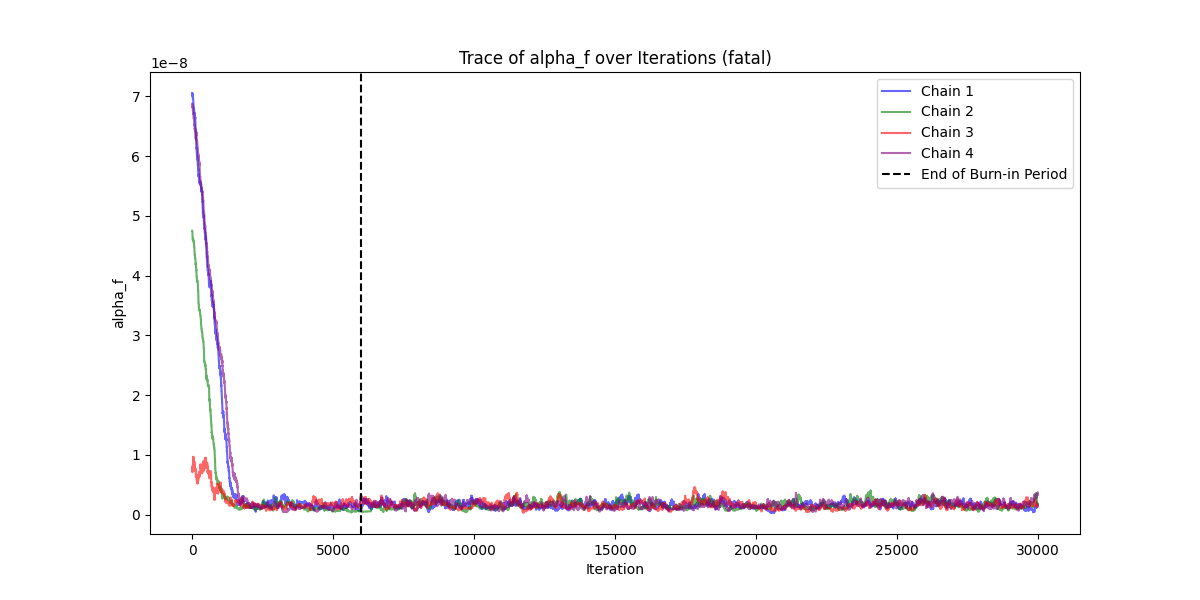 Trace of alpha_f over Iterations (fatal)
1e−8
7
6
5
4
3
2
1
0
alpha_f
Chain 1
Chain 2
Chain 3
Chain 4
End of Burn-in Period
0 5000 10000 15000 20000 25000 30000
Iteration